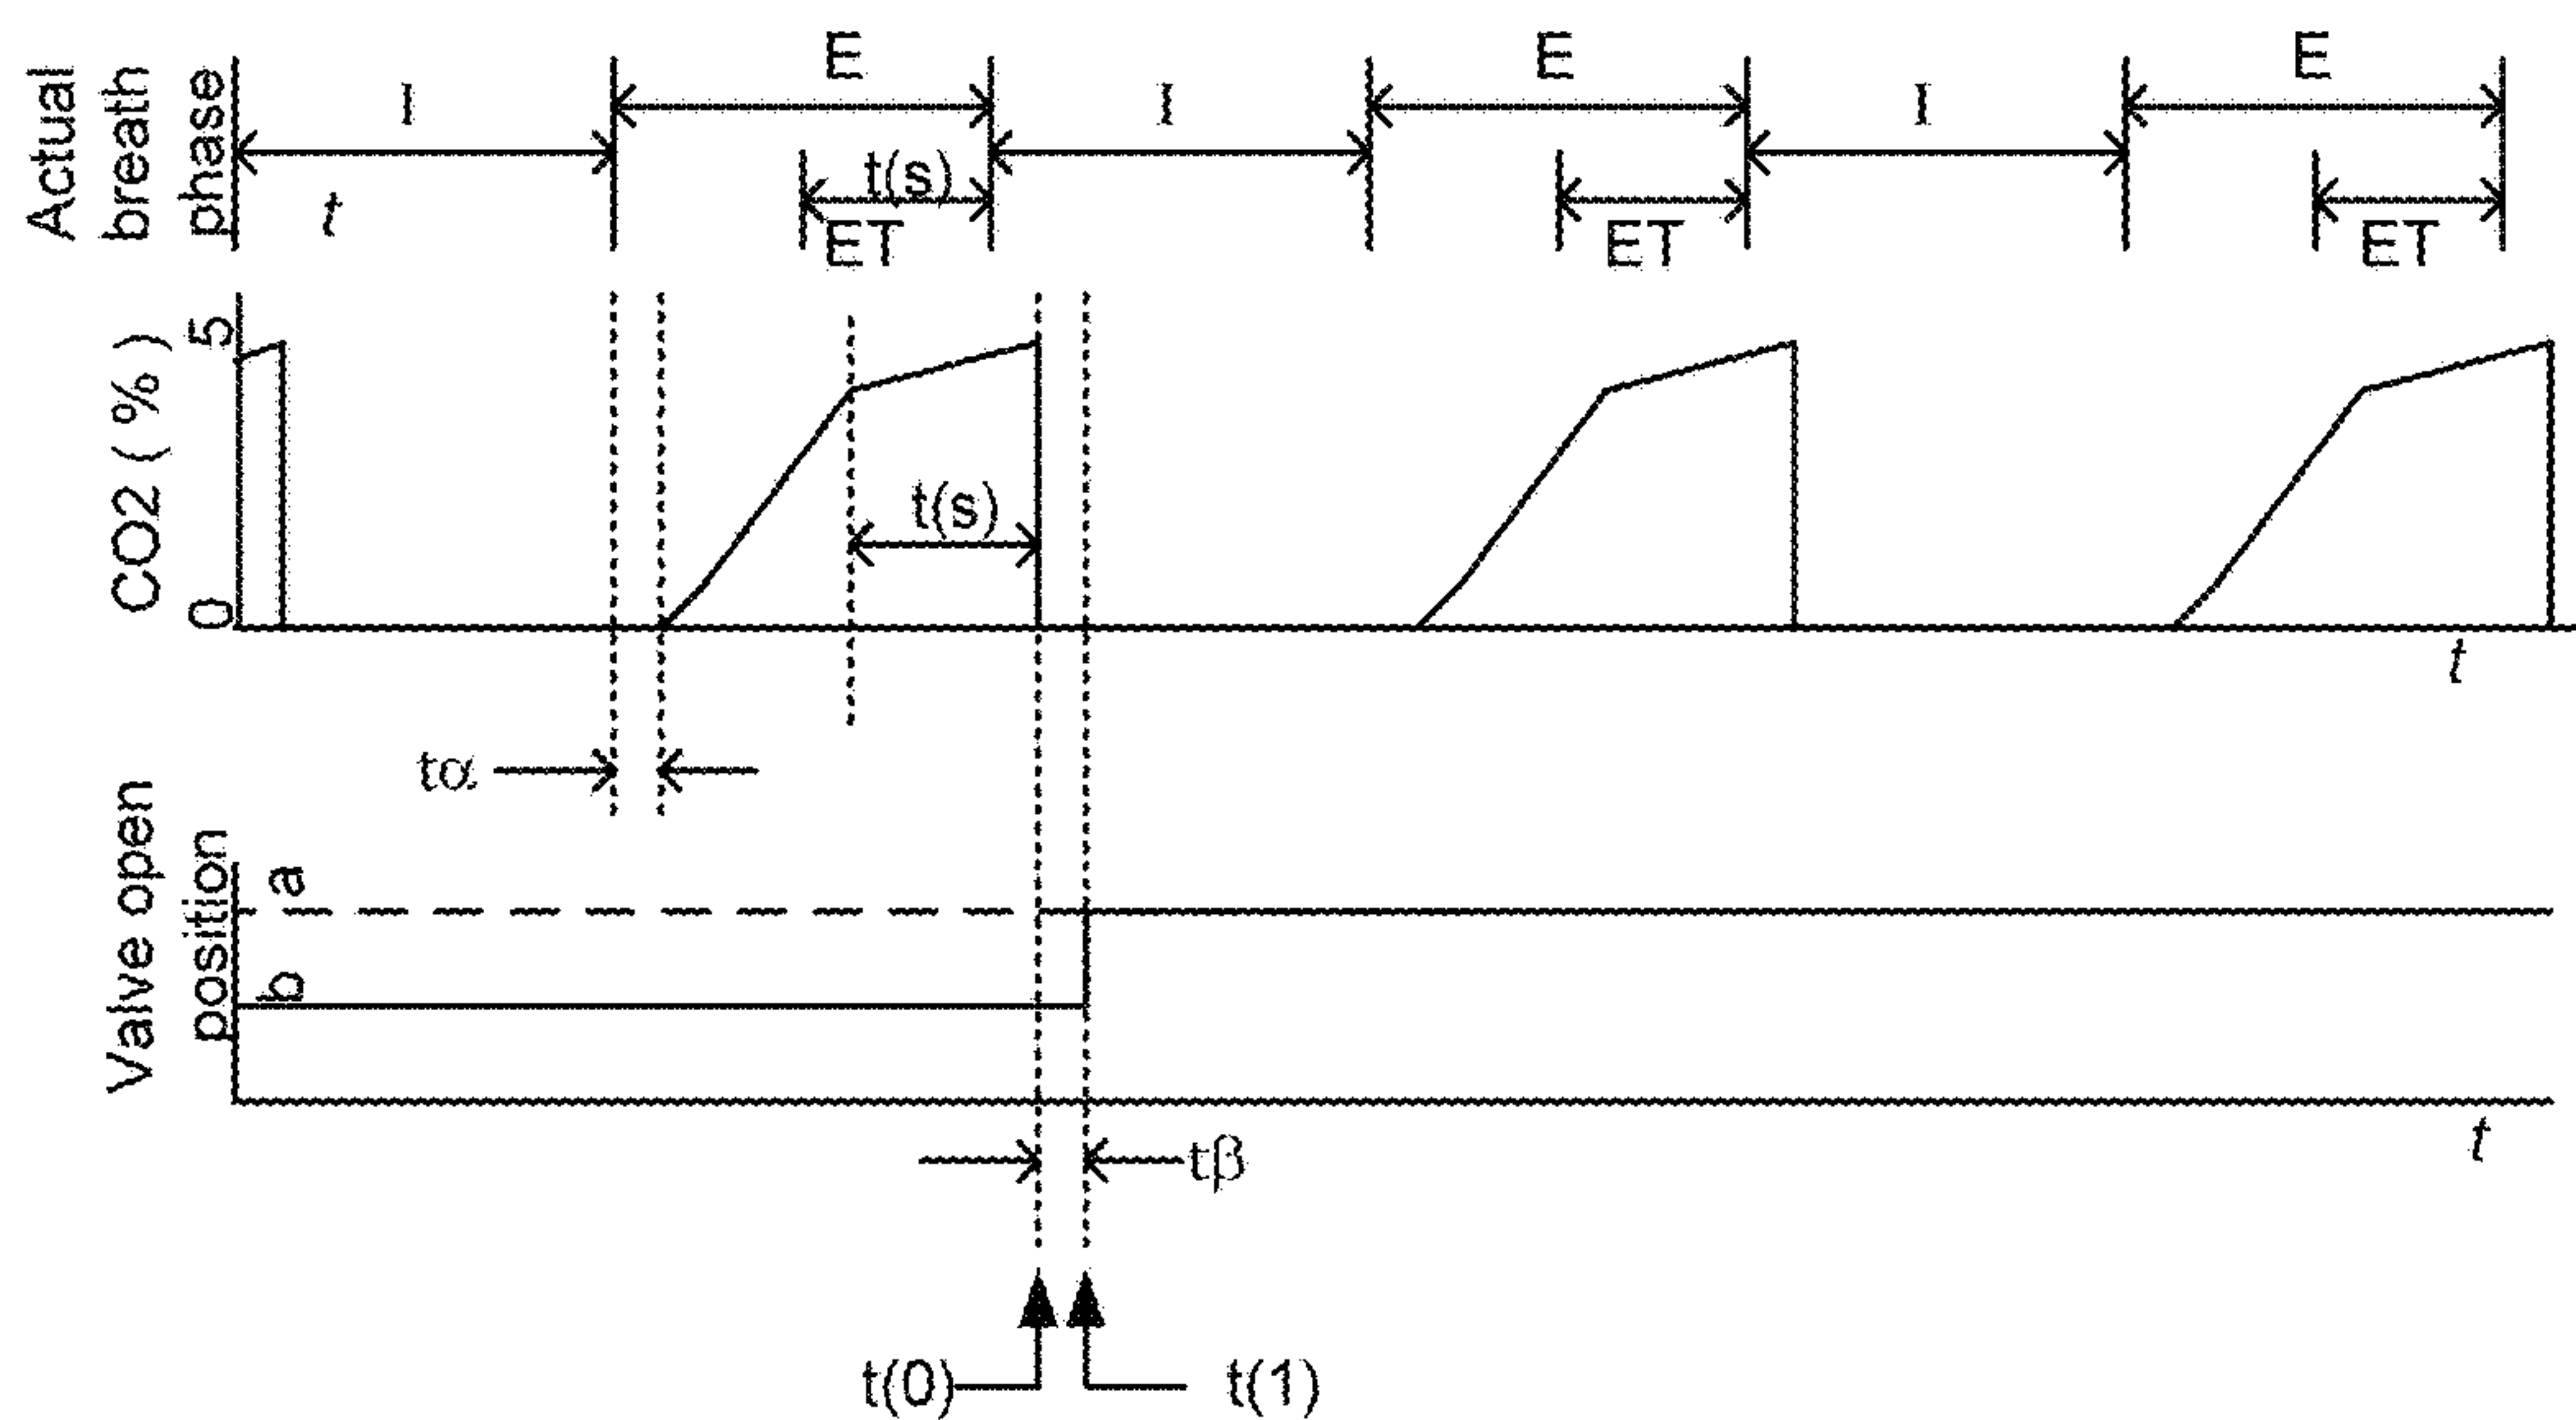 Actual
breath
phase
I
E
I
E
I
E
t
t(s)
ET
ET
ET
CO2 ( % )
5
0
t(s)
t
tα
Valve open
position
a
b
t
tβ
t(0)
t(1)